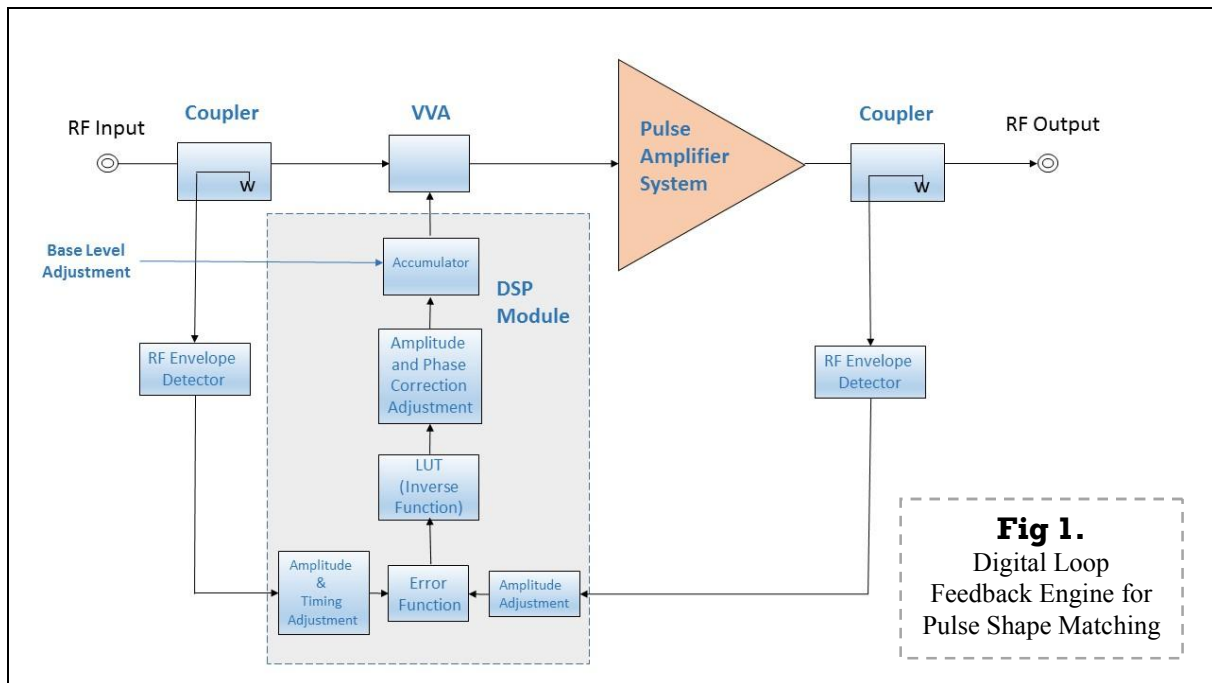 RF Input
Coupler
W
VVA
Pulse
Amplifier
System
Coupler
W
RF Output
Base Level
Adjustment
Accumulator
DSP
Module
RF Envelope
Detector
Amplitude
and Phase
Correction
Adjustment
RF Envelope
Detector
LUT
(Inverse
Function)
Amplitude
&
Timing
Adjustment
Error
Function
Amplitude
Adjustment
Fig 1.
Digital Loop
Feedback Engine for
Pulse Shape Matching